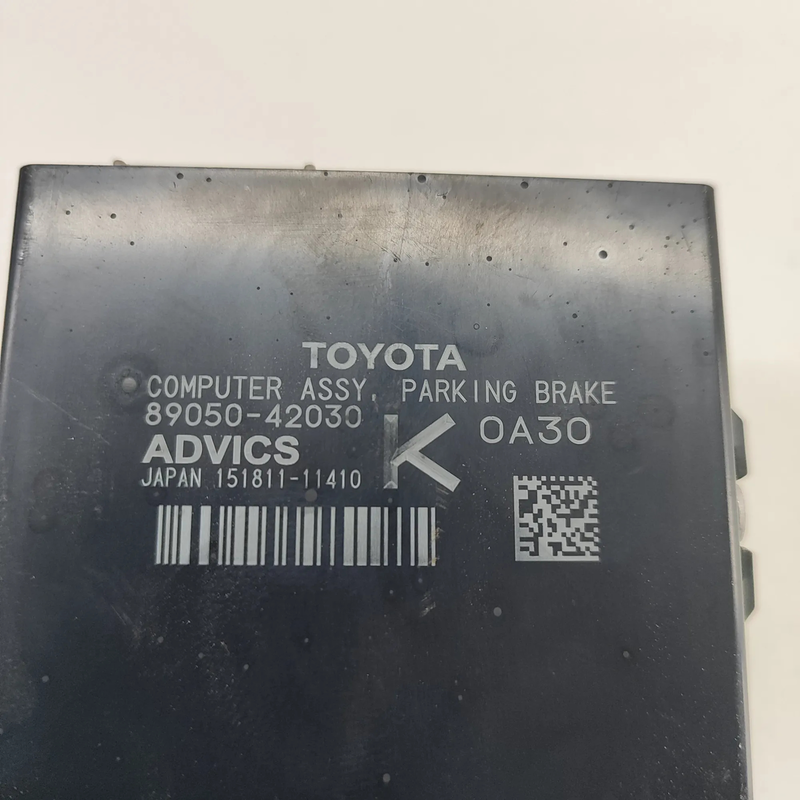 TOYOTA
COMPUTER ASSY, PARKING BRAKE
89050-42030 K 0A30
ADVICS
JAPAN 151811-11410